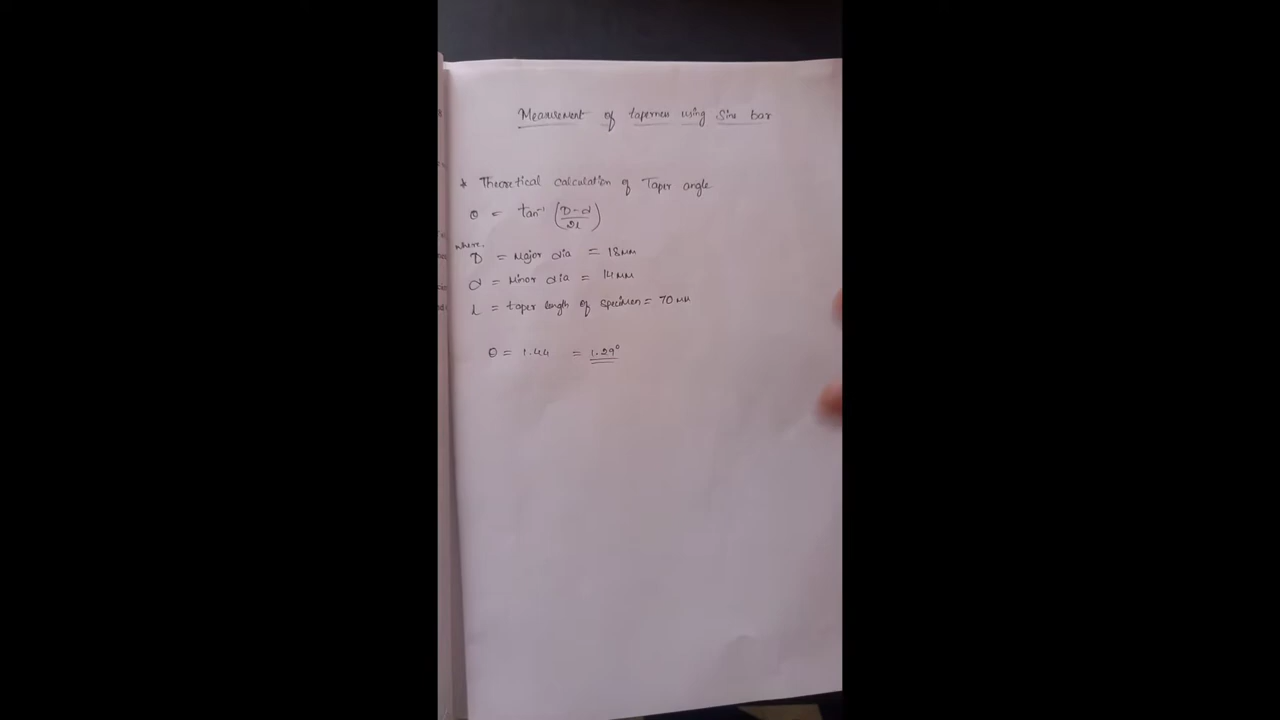 Measurement of taperness using Sine bar
* Theoretical calculation of Taper angle
θ = tan⁻¹ (D-d/2L)
where,
D = Major dia = 18mm
d = Minor dia = 14mm
L = taper length of specimen = 70mm
θ = 1.44 = 1.29°